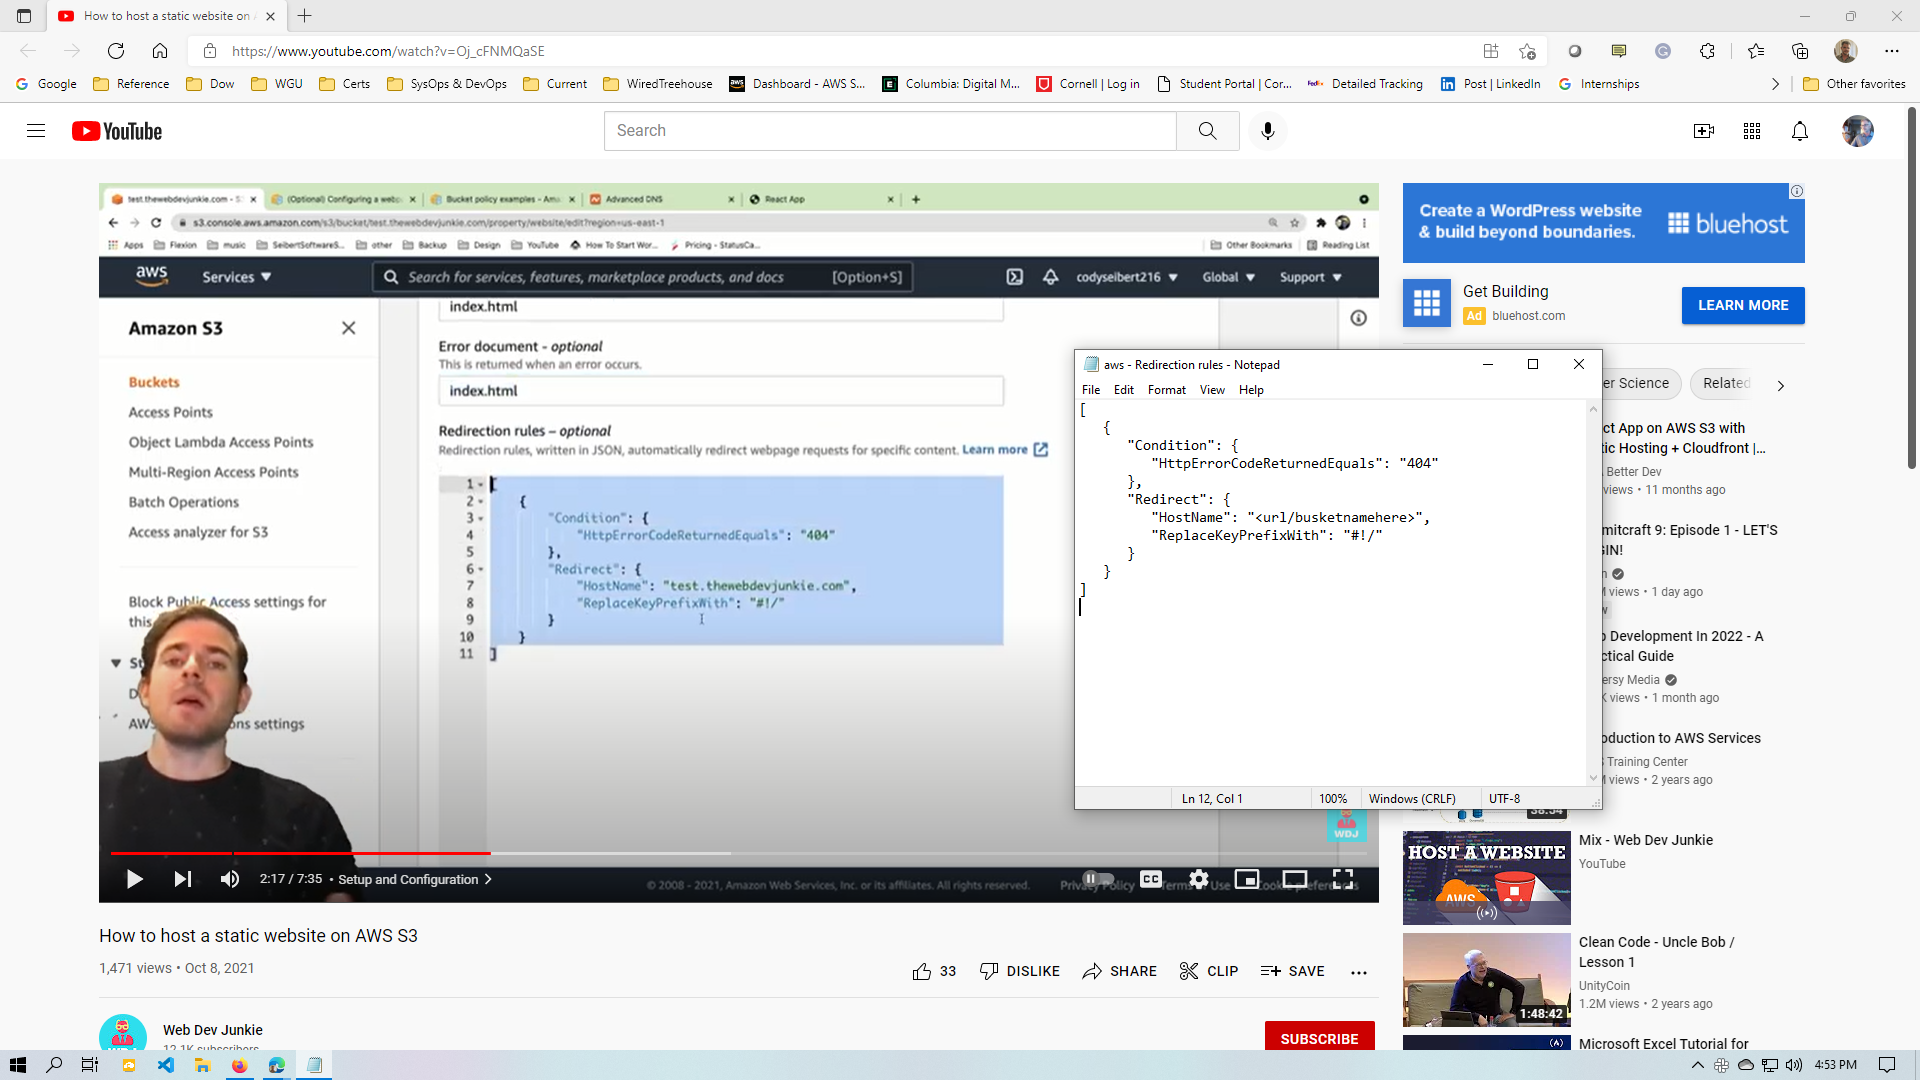 How to host a static website on A
https://www.youtube.com/watch?v=Oj_cFNMQaSE
Google Reference Dow WGU Certs SysOps & DevOps Current WiredTreehouse Dashboard - AWS S... Columbia: Digital M... Cornell | Log in Student Portal | Cor... Detailed Tracking Post | LinkedIn Internships Other favorites
YouTube
Search
test.thewebdevjunkie.com - S3 (Optional) Configuring a webp Bucket policy examples - Ama Advanced DNS React App
s3.console.aws.amazon.com/s3/bucket/test.thewebdevjunkie.com/property/website/edit?region=us-east-1
Apps Flexion music SeibertSoftwareS... other Backup Design YouTube How To Start Wor... Pricing - StatusCa... Other Bookmarks Reading List
aws Services Search for services, features, marketplace products, and docs [Option+S] codyseibert216 Global Support
Amazon S3
Buckets
Access Points
Object Lambda Access Points
Multi-Region Access Points
Batch Operations
Access analyzer for S3
Block Public Access settings for
this
St
D
AWS ons settings
index.html
Error document - optional
This is returned when an error occurs.
index.html
Redirection rules – optional
Redirection rules, written in JSON, automatically redirect webpage requests for specific content. Learn more
1 [
2 {
3 "Condition": {
4 "HttpErrorCodeReturnedEquals": "404"
5 },
6 "Redirect": {
7 "HostName": "test.thewebdevjunkie.com",
8 "ReplaceKeyPrefixWith": "#!/"
9 }
10 }
11 ]
WDJ
2:17 / 7:35 • Setup and Configuration
© 2008 - 2021, Amazon Web Services, Inc. or its affiliates. All rights reserved. Privacy Policy Terms of Use Cookie preferences
CC
aws - Redirection rules - Notepad
File Edit Format View Help
[
{
"Condition": {
"HttpErrorCodeReturnedEquals": "404"
},
"Redirect": {
"HostName": "<url/busketnamehere>",
"ReplaceKeyPrefixWith": "#!/"
}
}
]
Ln 12, Col 1 100% Windows (CRLF) UTF-8
How to host a static website on AWS S3
1,471 views • Oct 8, 2021
33 DISLIKE SHARE CLIP SAVE
Web Dev Junkie
12.1K subscribers
SUBSCRIBE
Create a WordPress website
& build beyond boundaries.
bluehost
Get Building
Ad bluehost.com
LEARN MORE
er Science Related
ct App on AWS S3 with
tic Hosting + Cloudfront |...
Better Dev
views • 11 months ago
mitcraft 9: Episode 1 - LET'S
GIN!
n
M views • 1 day ago
w
b Development In 2022 - A
ctical Guide
ersy Media
K views • 1 month ago
oduction to AWS Services
S Training Center
M views • 2 years ago
38:54
HOST A WEBSITE
AWS
Mix - Web Dev Junkie
YouTube
Clean Code - Uncle Bob /
Lesson 1
UnityCoin
1.2M views • 2 years ago
1:48:42
Microsoft Excel Tutorial for
4:53 PM